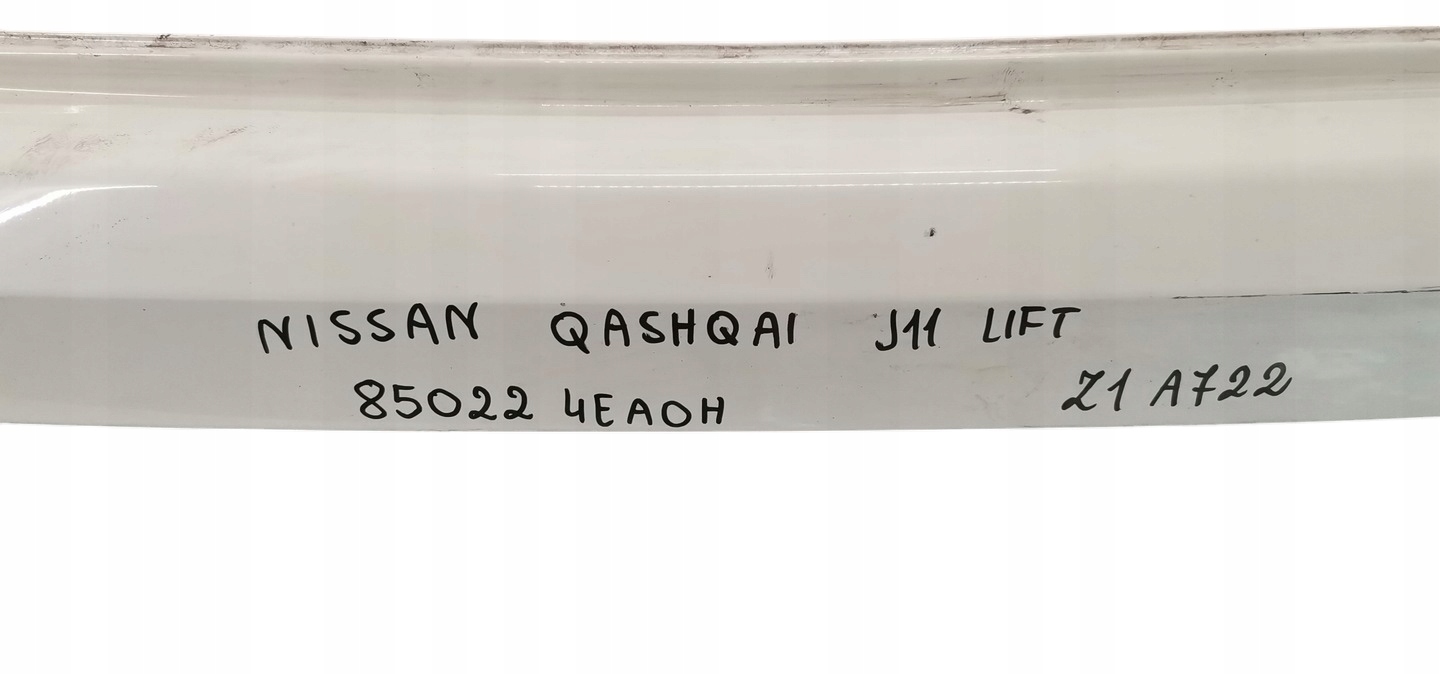 NISSAN QASHQAI J11 LIFT
85022 4EA0H
Z1 A722